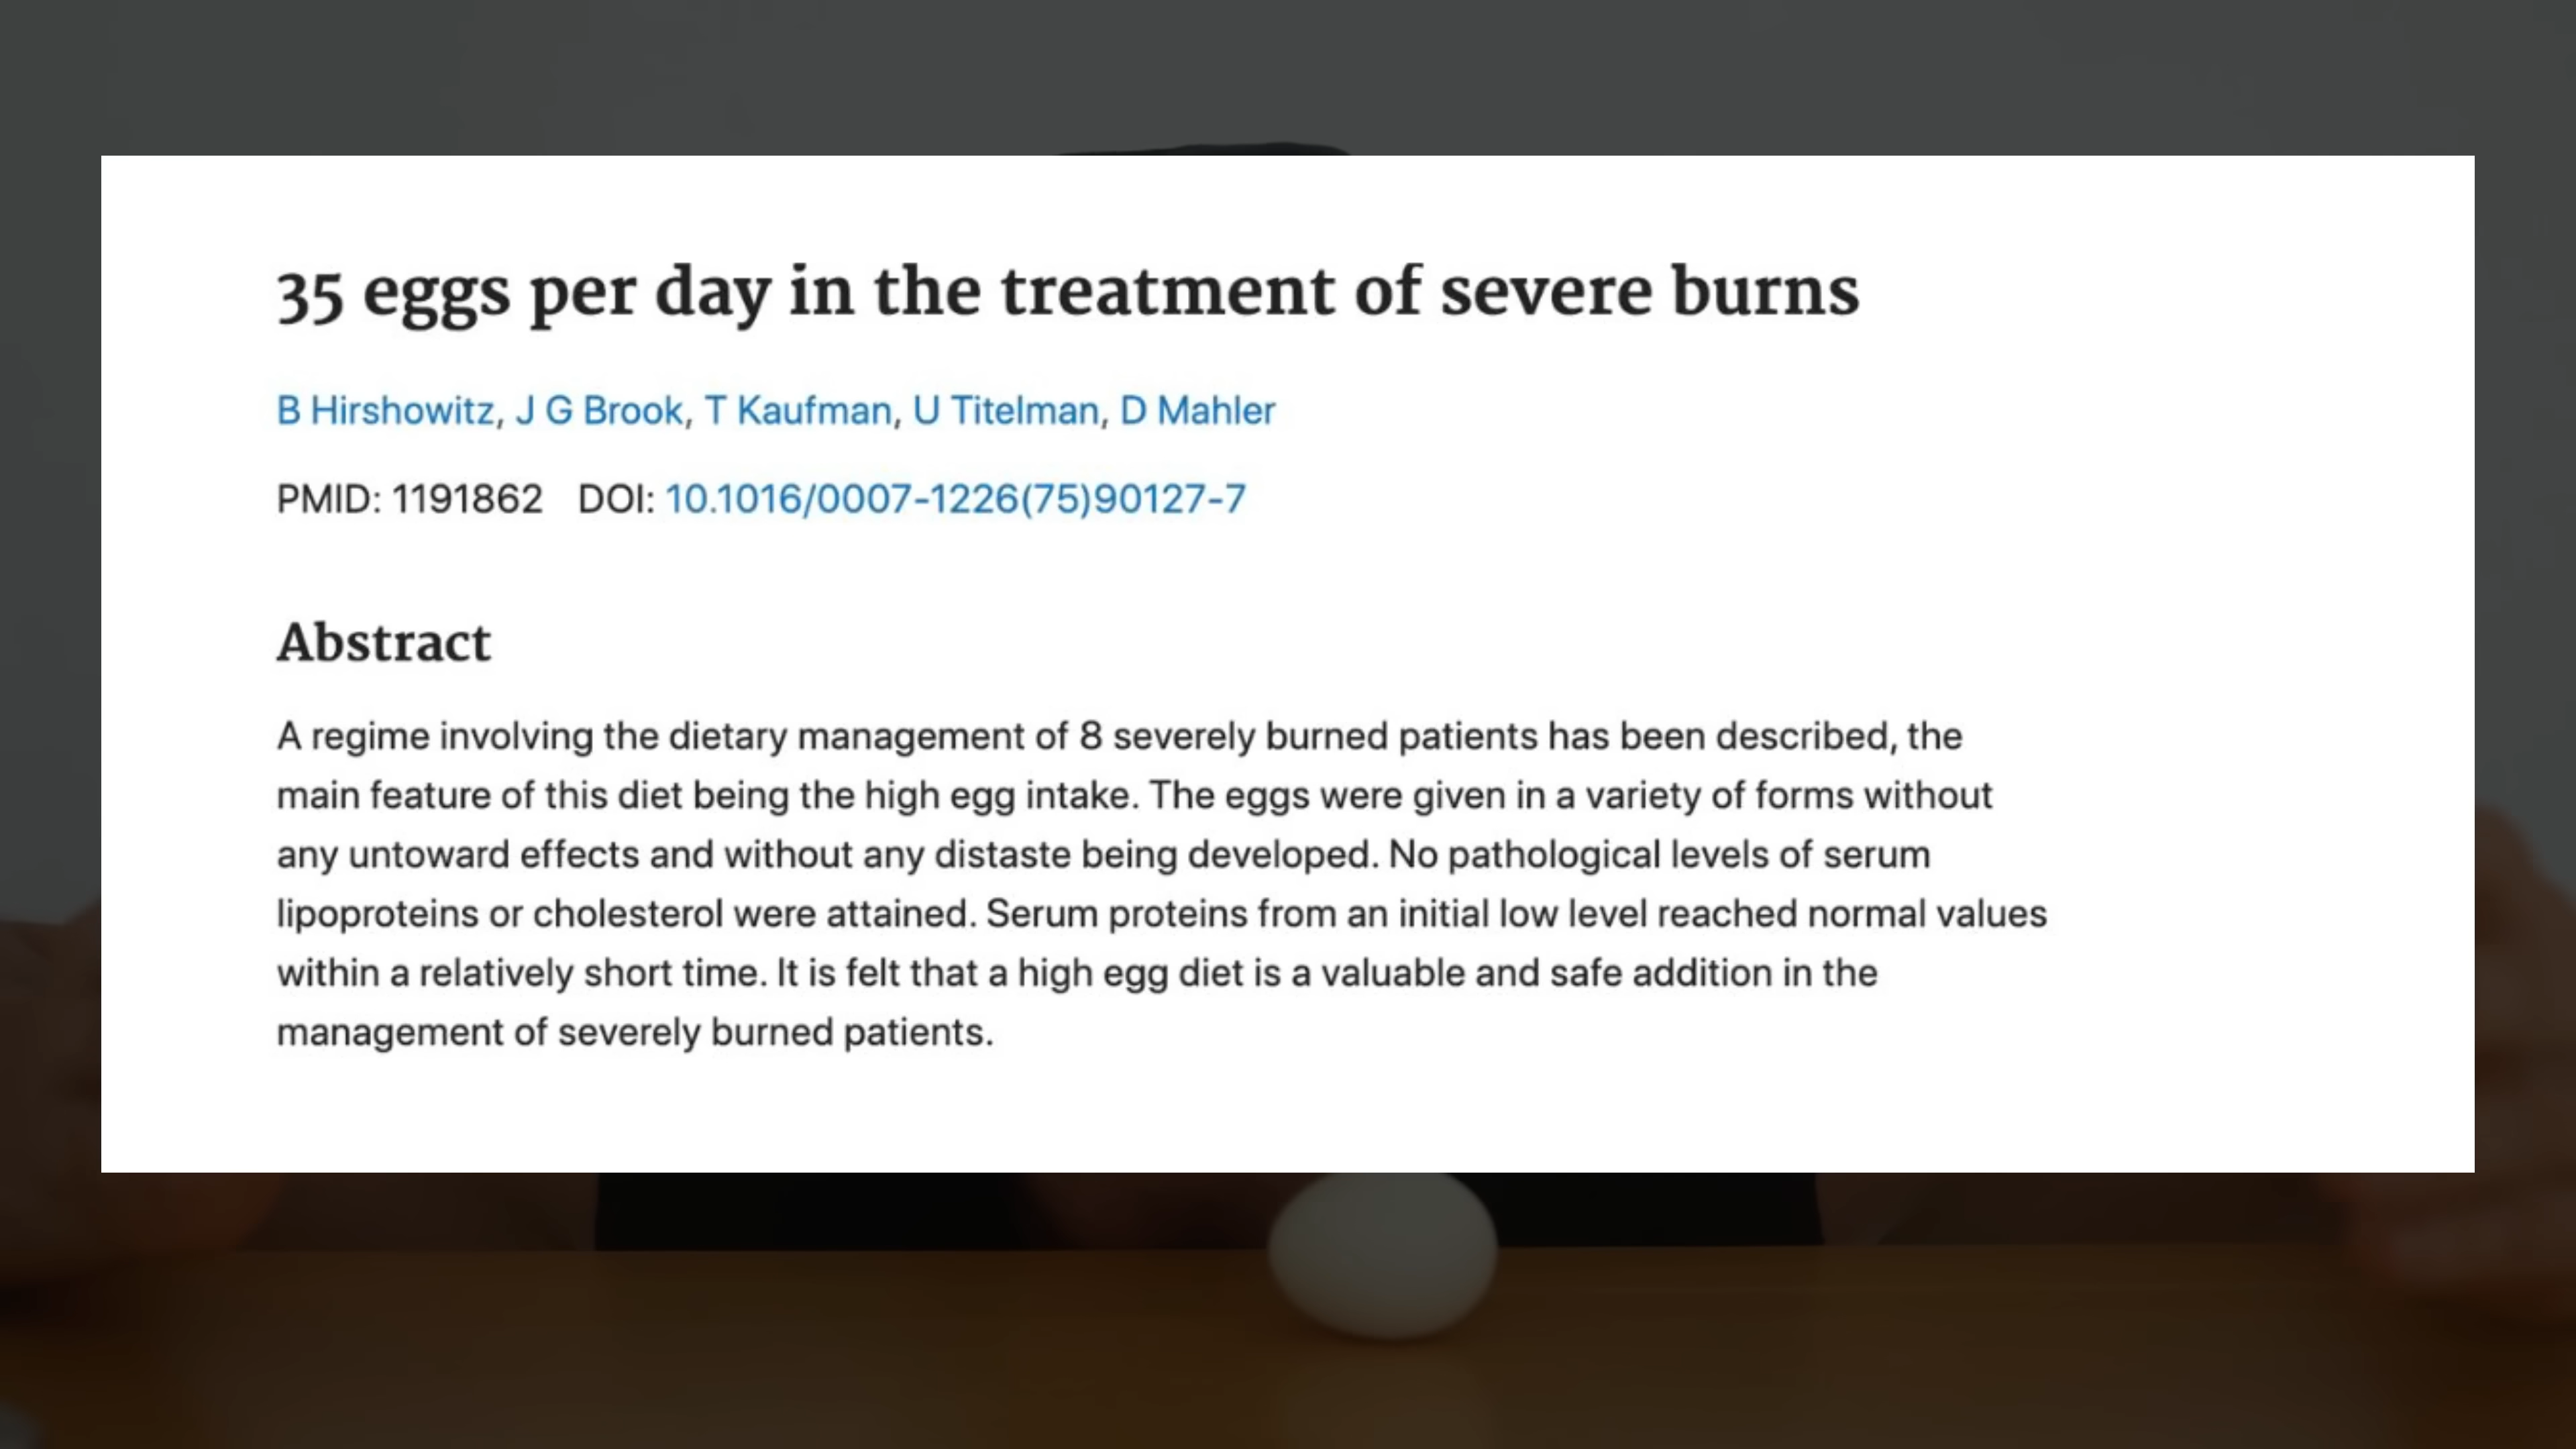 35 eggs per day in the treatment of severe burns
B Hirshowitz, J G Brook, T Kaufman, U Titelman, D Mahler
PMID: 1191862 DOI: 10.1016/0007-1226(75)90127-7
Abstract
A regime involving the dietary management of 8 severely burned patients has been described, the
main feature of this diet being the high egg intake. The eggs were given in a variety of forms without
any untoward effects and without any distaste being developed. No pathological levels of serum
lipoproteins or cholesterol were attained. Serum proteins from an initial low level reached normal values
within a relatively short time. It is felt that a high egg diet is a valuable and safe addition in the
management of severely burned patients.